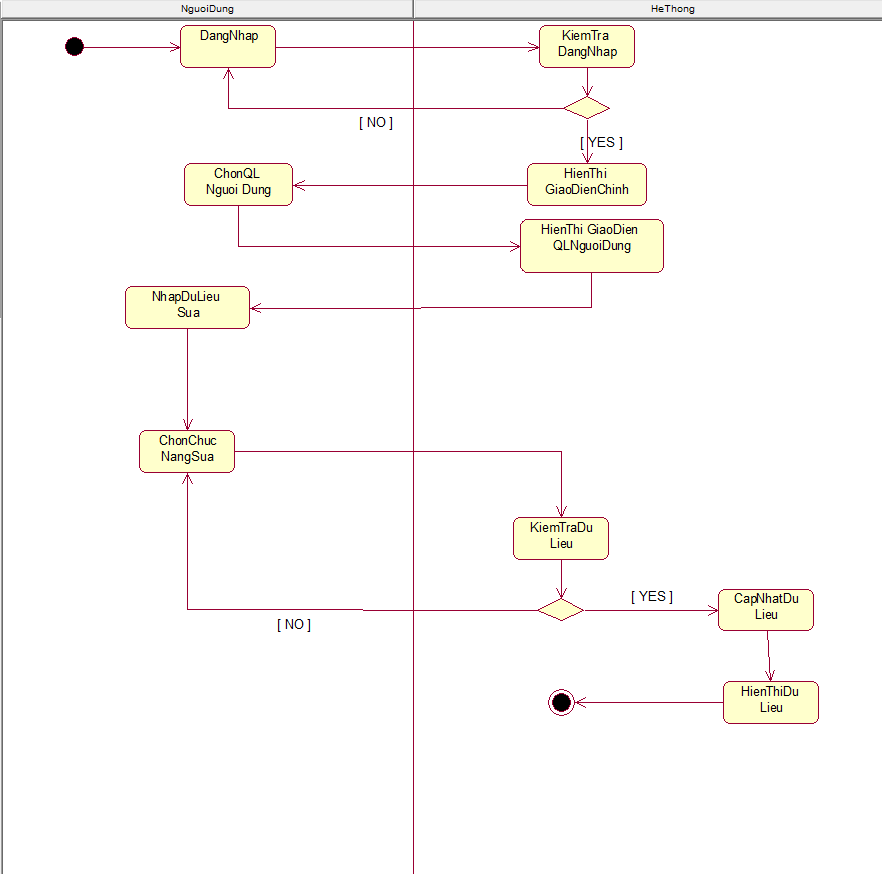 NguoiDung
HeThong
DangNhap
KiemTra
DangNhap
[ NO ]
[ YES ]
ChonQL
Nguoi Dung
HienThi
GiaoDienChinh
HienThi GiaoDien
QLNguoiDung
NhapDuLieu
Sua
ChonChuc
NangSua
KiemTraDu
Lieu
[ YES ]
[ NO ]
CapNhatDu
Lieu
HienThiDu
Lieu